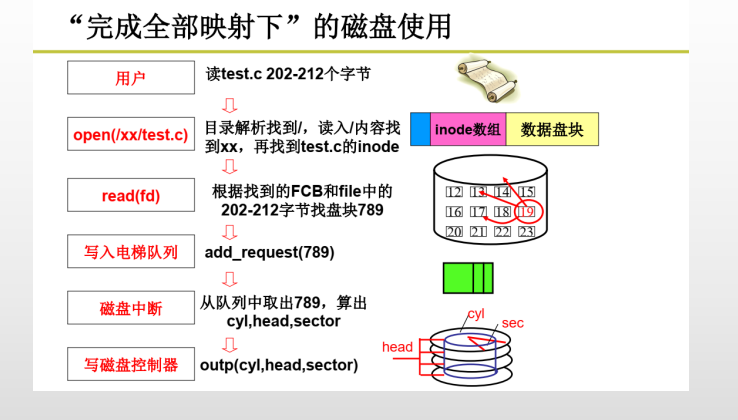 “完成全部映射下”的磁盘使用
用户
读test.c 202-212个字节
open(/xx/test.c)
目录解析找到/，读入/内容找
到xx，再找到test.c的inode
inode数组
数据盘块
read(fd)
根据找到的FCB和file中的
202-212字节找盘块789
12 13 14 15
16 17 18 19
20 21 22 23
写入电梯队列
add_request(789)
磁盘中断
从队列中取出789，算出
cyl,head,sector
cyl
sec
head
写磁盘控制器
outp(cyl,head,sector)